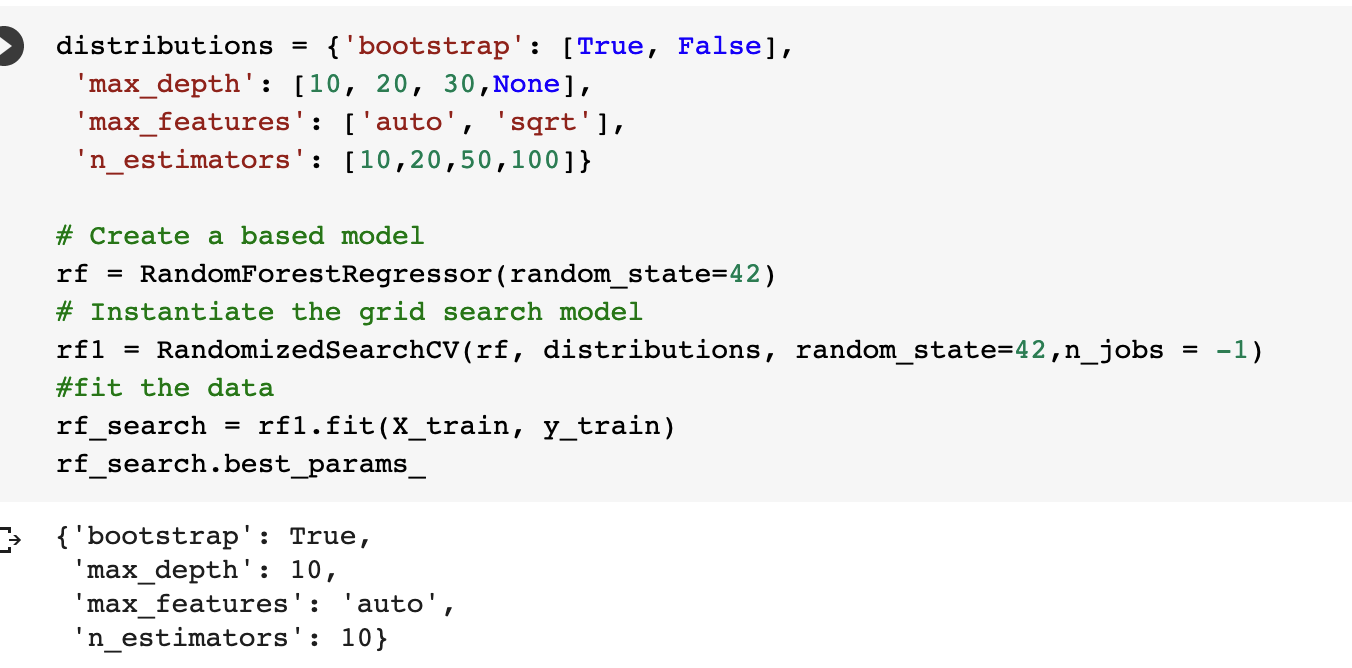 distributions = {'bootstrap': [True, False],
 'max_depth': [10, 20, 30,None],
 'max_features': ['auto', 'sqrt'],
 'n_estimators': [10,20,50,100]}

# Create a based model
rf = RandomForestRegressor(random_state=42)
# Instantiate the grid search model
rf1 = RandomizedSearchCV(rf, distributions, random_state=42,n_jobs = -1)
#fit the data
rf_search = rf1.fit(X_train, y_train)
rf_search.best_params_

{'bootstrap': True,
 'max_depth': 10,
 'max_features': 'auto',
 'n_estimators': 10}